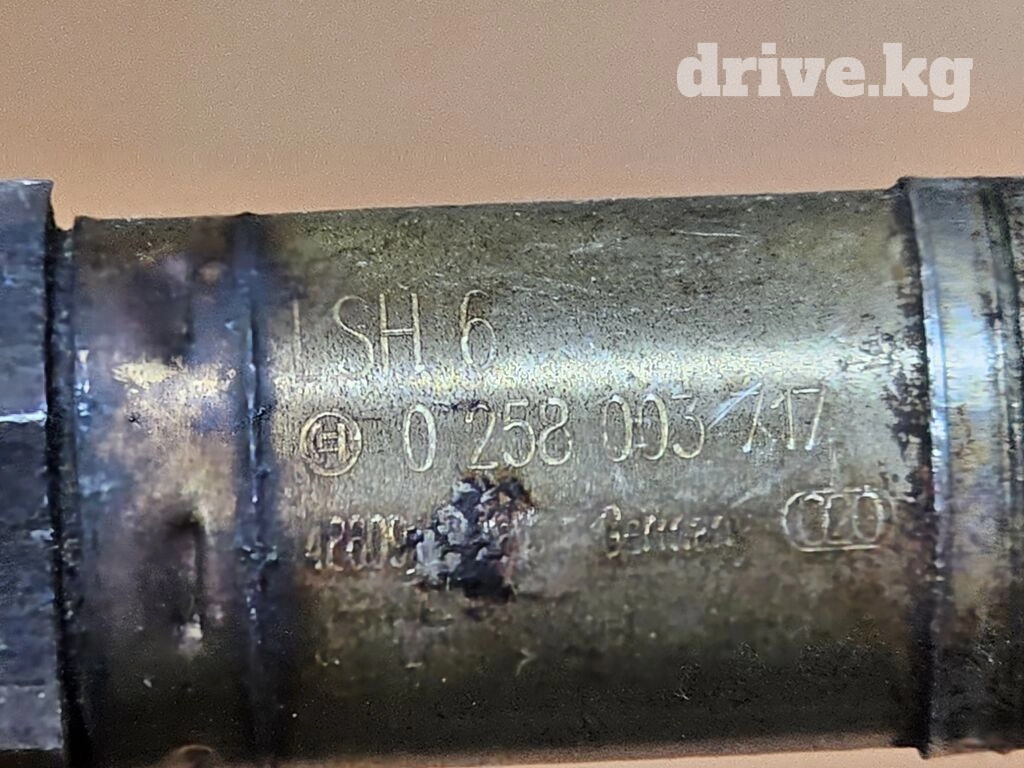 drive.kg
LSH 6
H 0 258 003 717
Germany